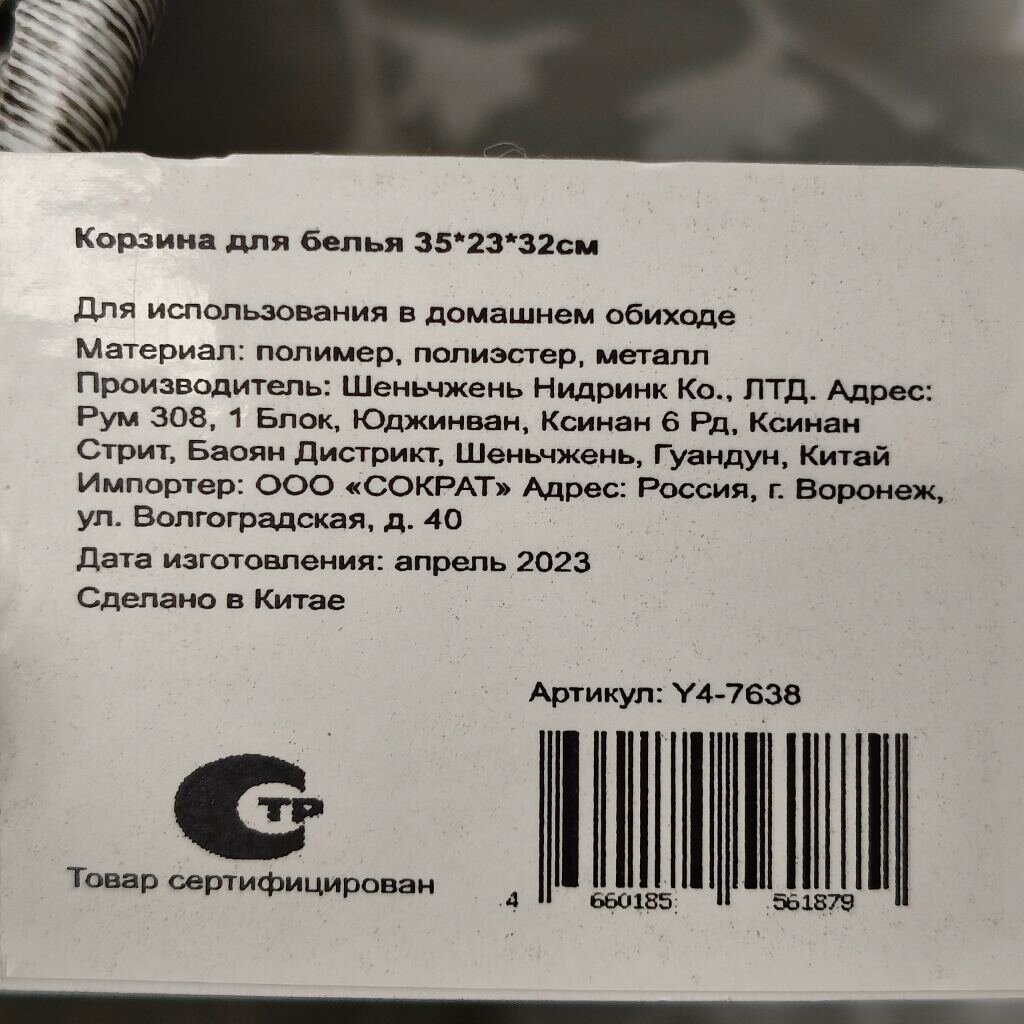 Корзина для белья 35*23*32см
Для использования в домашнем обиходе
Материал: полимер, полиэстер, металл
Производитель: Шеньчжень Нидринк Ко., ЛТД. Адрес:
Рум 308, 1 Блок, Юджинван, Ксинан 6 Рд, Ксинан
Стрит, Баоян Дистрикт, Шеньчжень, Гуандун, Китай
Импортер: ООО «СОКРАТ» Адрес: Россия, г. Воронеж,
ул. Волгоградская, д. 40
Дата изготовления: апрель 2023
Сделано в Китае
Артикул: Y4-7638
СТР
Товар сертифицирован
4 660185 561879